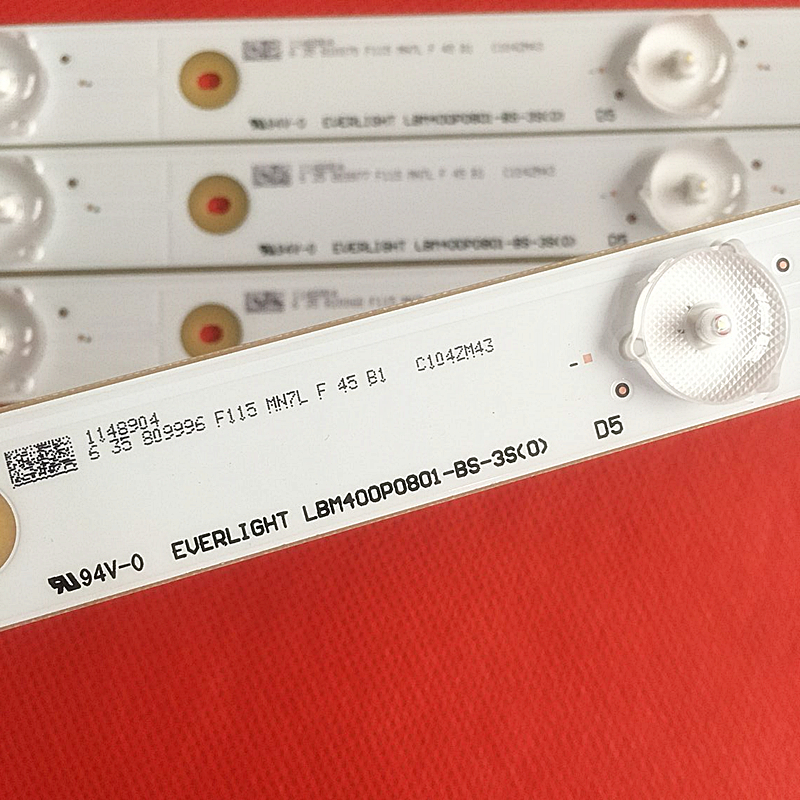 94V-0 EVERLIGHT LBM400P0801-BS-3S(0)
D5
94V-0 EVERLIGHT LBM400P0801-BS-3S(0)
D5
1148904
6 35 809996 F115 MN7L F 45 B1 C104ZM43
D5
94V-0 EVERLIGHT LBM400P0801-BS-3S(0)